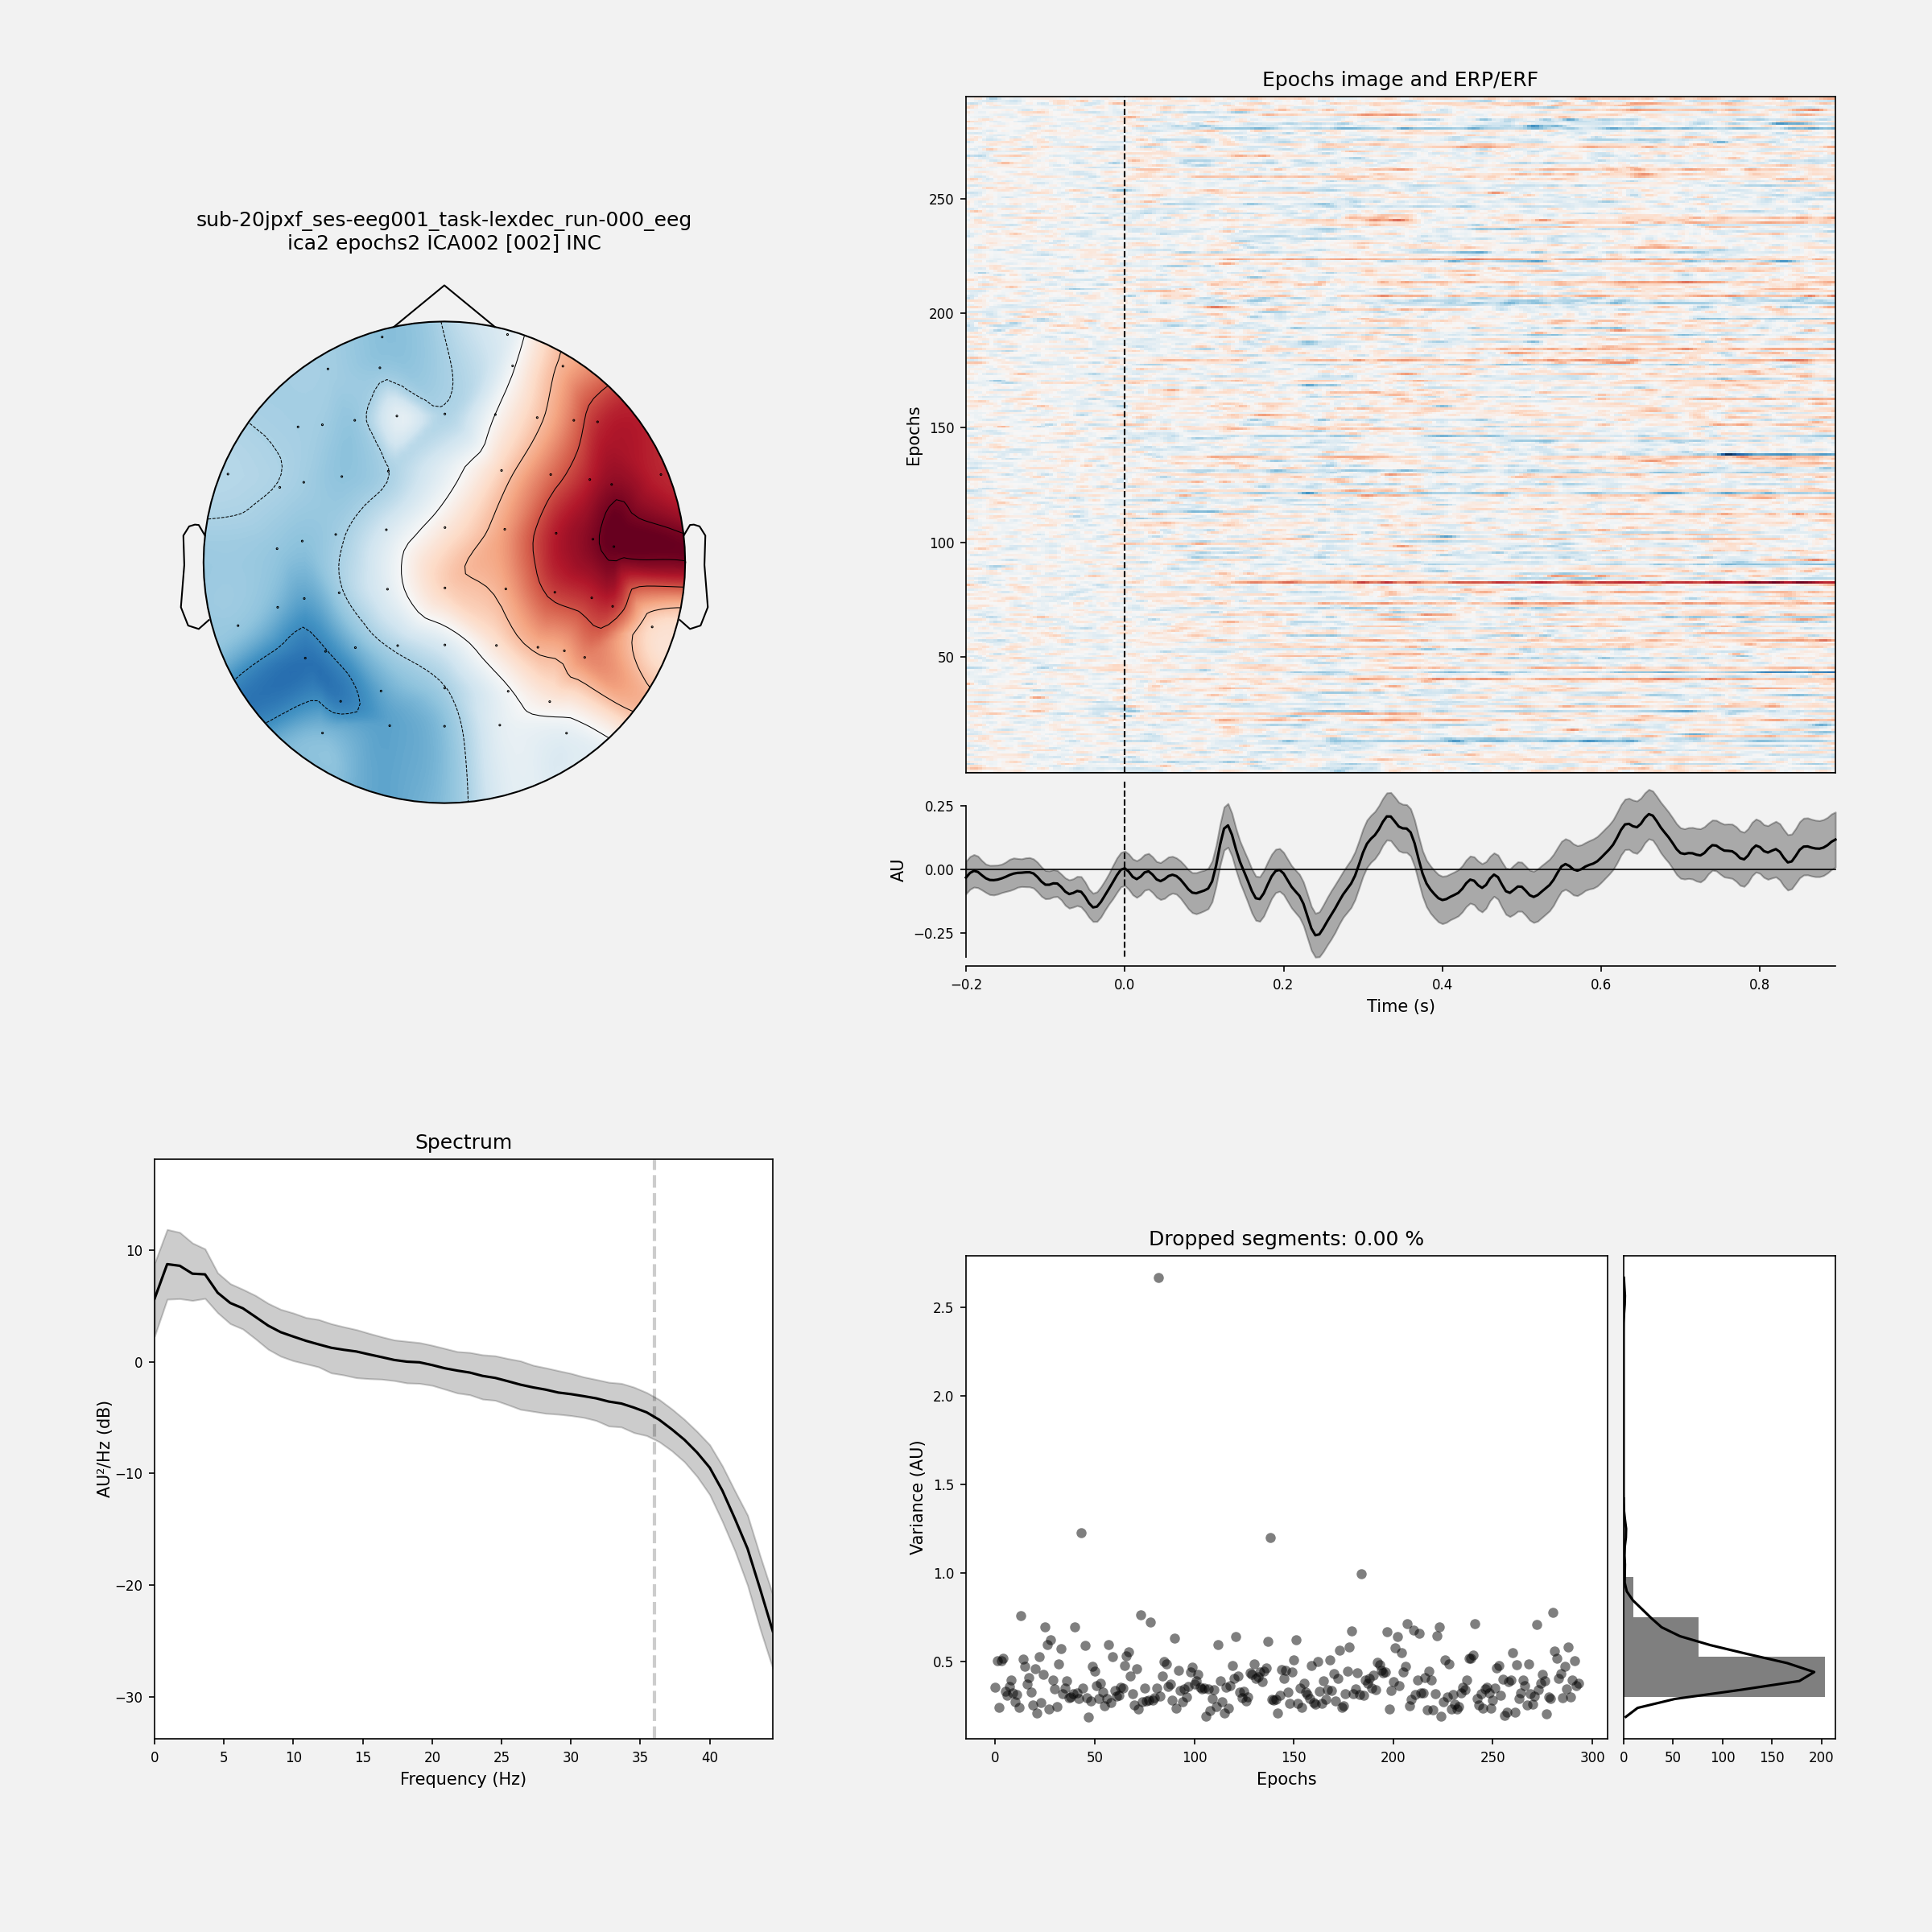 sub-20jpxf_ses-eeg001_task-lexdec_run-000_eeg
ica2 epochs2 ICA002 [002] INC
Epochs image and ERP/ERF
Epochs
250
200
150
100
50
AU
0.25
0.00
−0.25
−0.2 0.0 0.2 0.4 0.6 0.8
Time (s)
Spectrum
AU²/Hz (dB)
10
0
−10
−20
−30
0 5 10 15 20 25 30 35 40
Frequency (Hz)
Dropped segments: 0.00 %
Variance (AU)
2.5
2.0
1.5
1.0
0.5
0 50 100 150 200 250 300
Epochs
0 50 100 150 200